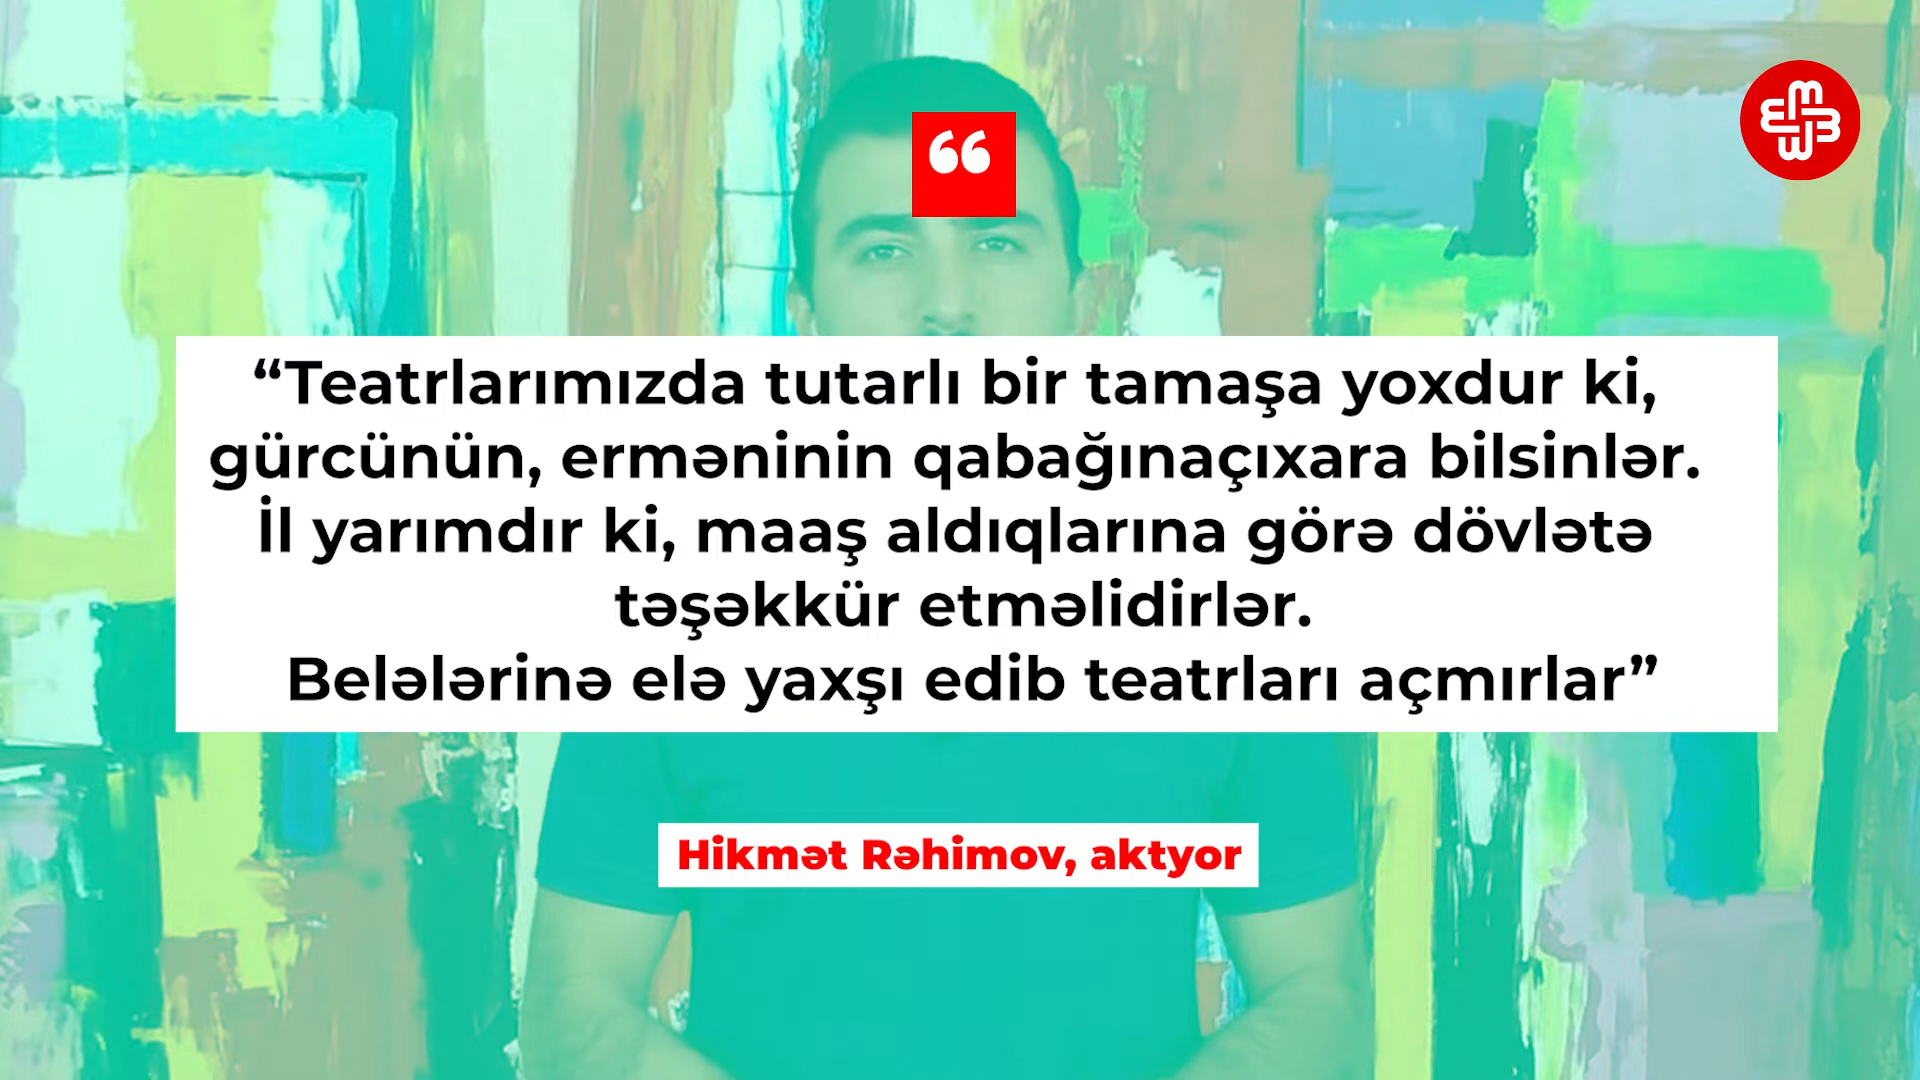 “Teatrlarımızda tutarlı bir tamaşa yoxdur ki,
gürcünün, erməninin qabağınaçıxara bilsinlər.
İl yarımdır ki, maaş aldıqlarına görə dövlətə
təşəkkür etməlidirlər.
Belələrinə elə yaxşı edib teatrları açmırlar”
Hikmət Rəhimov, aktyor